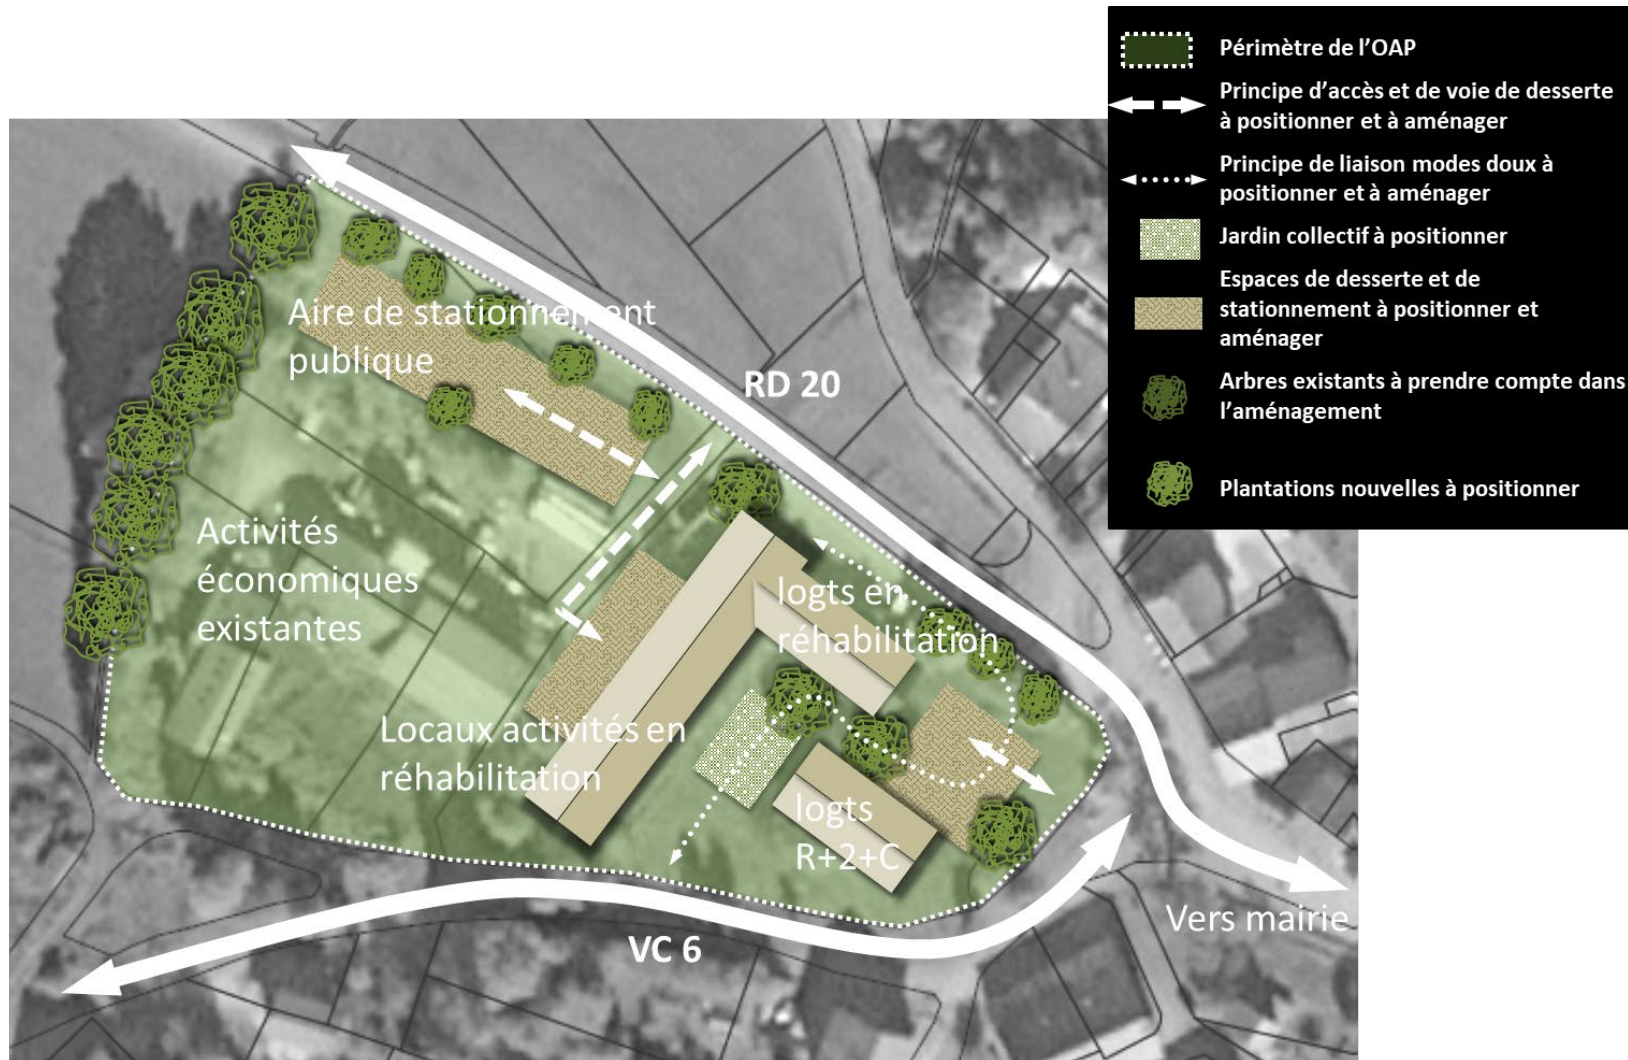 Périmètre de l'OAP
Principe d'accès et de voie de desserte
à positionner et à aménager
Principe de liaison modes doux à
positionner et à aménager
Jardin collectif à positionner
Espaces de desserte et de
stationnement à positionner et
aménager
Arbres existants à prendre compte dans
l'aménagement
Plantations nouvelles à positionner
Aire de stationnement
publique
RD 20
Activités
économiques
existantes
logts en
réhabilitation
Locaux activités en
réhabilitation
logts
R+2+C
Vers mairie
VC 6